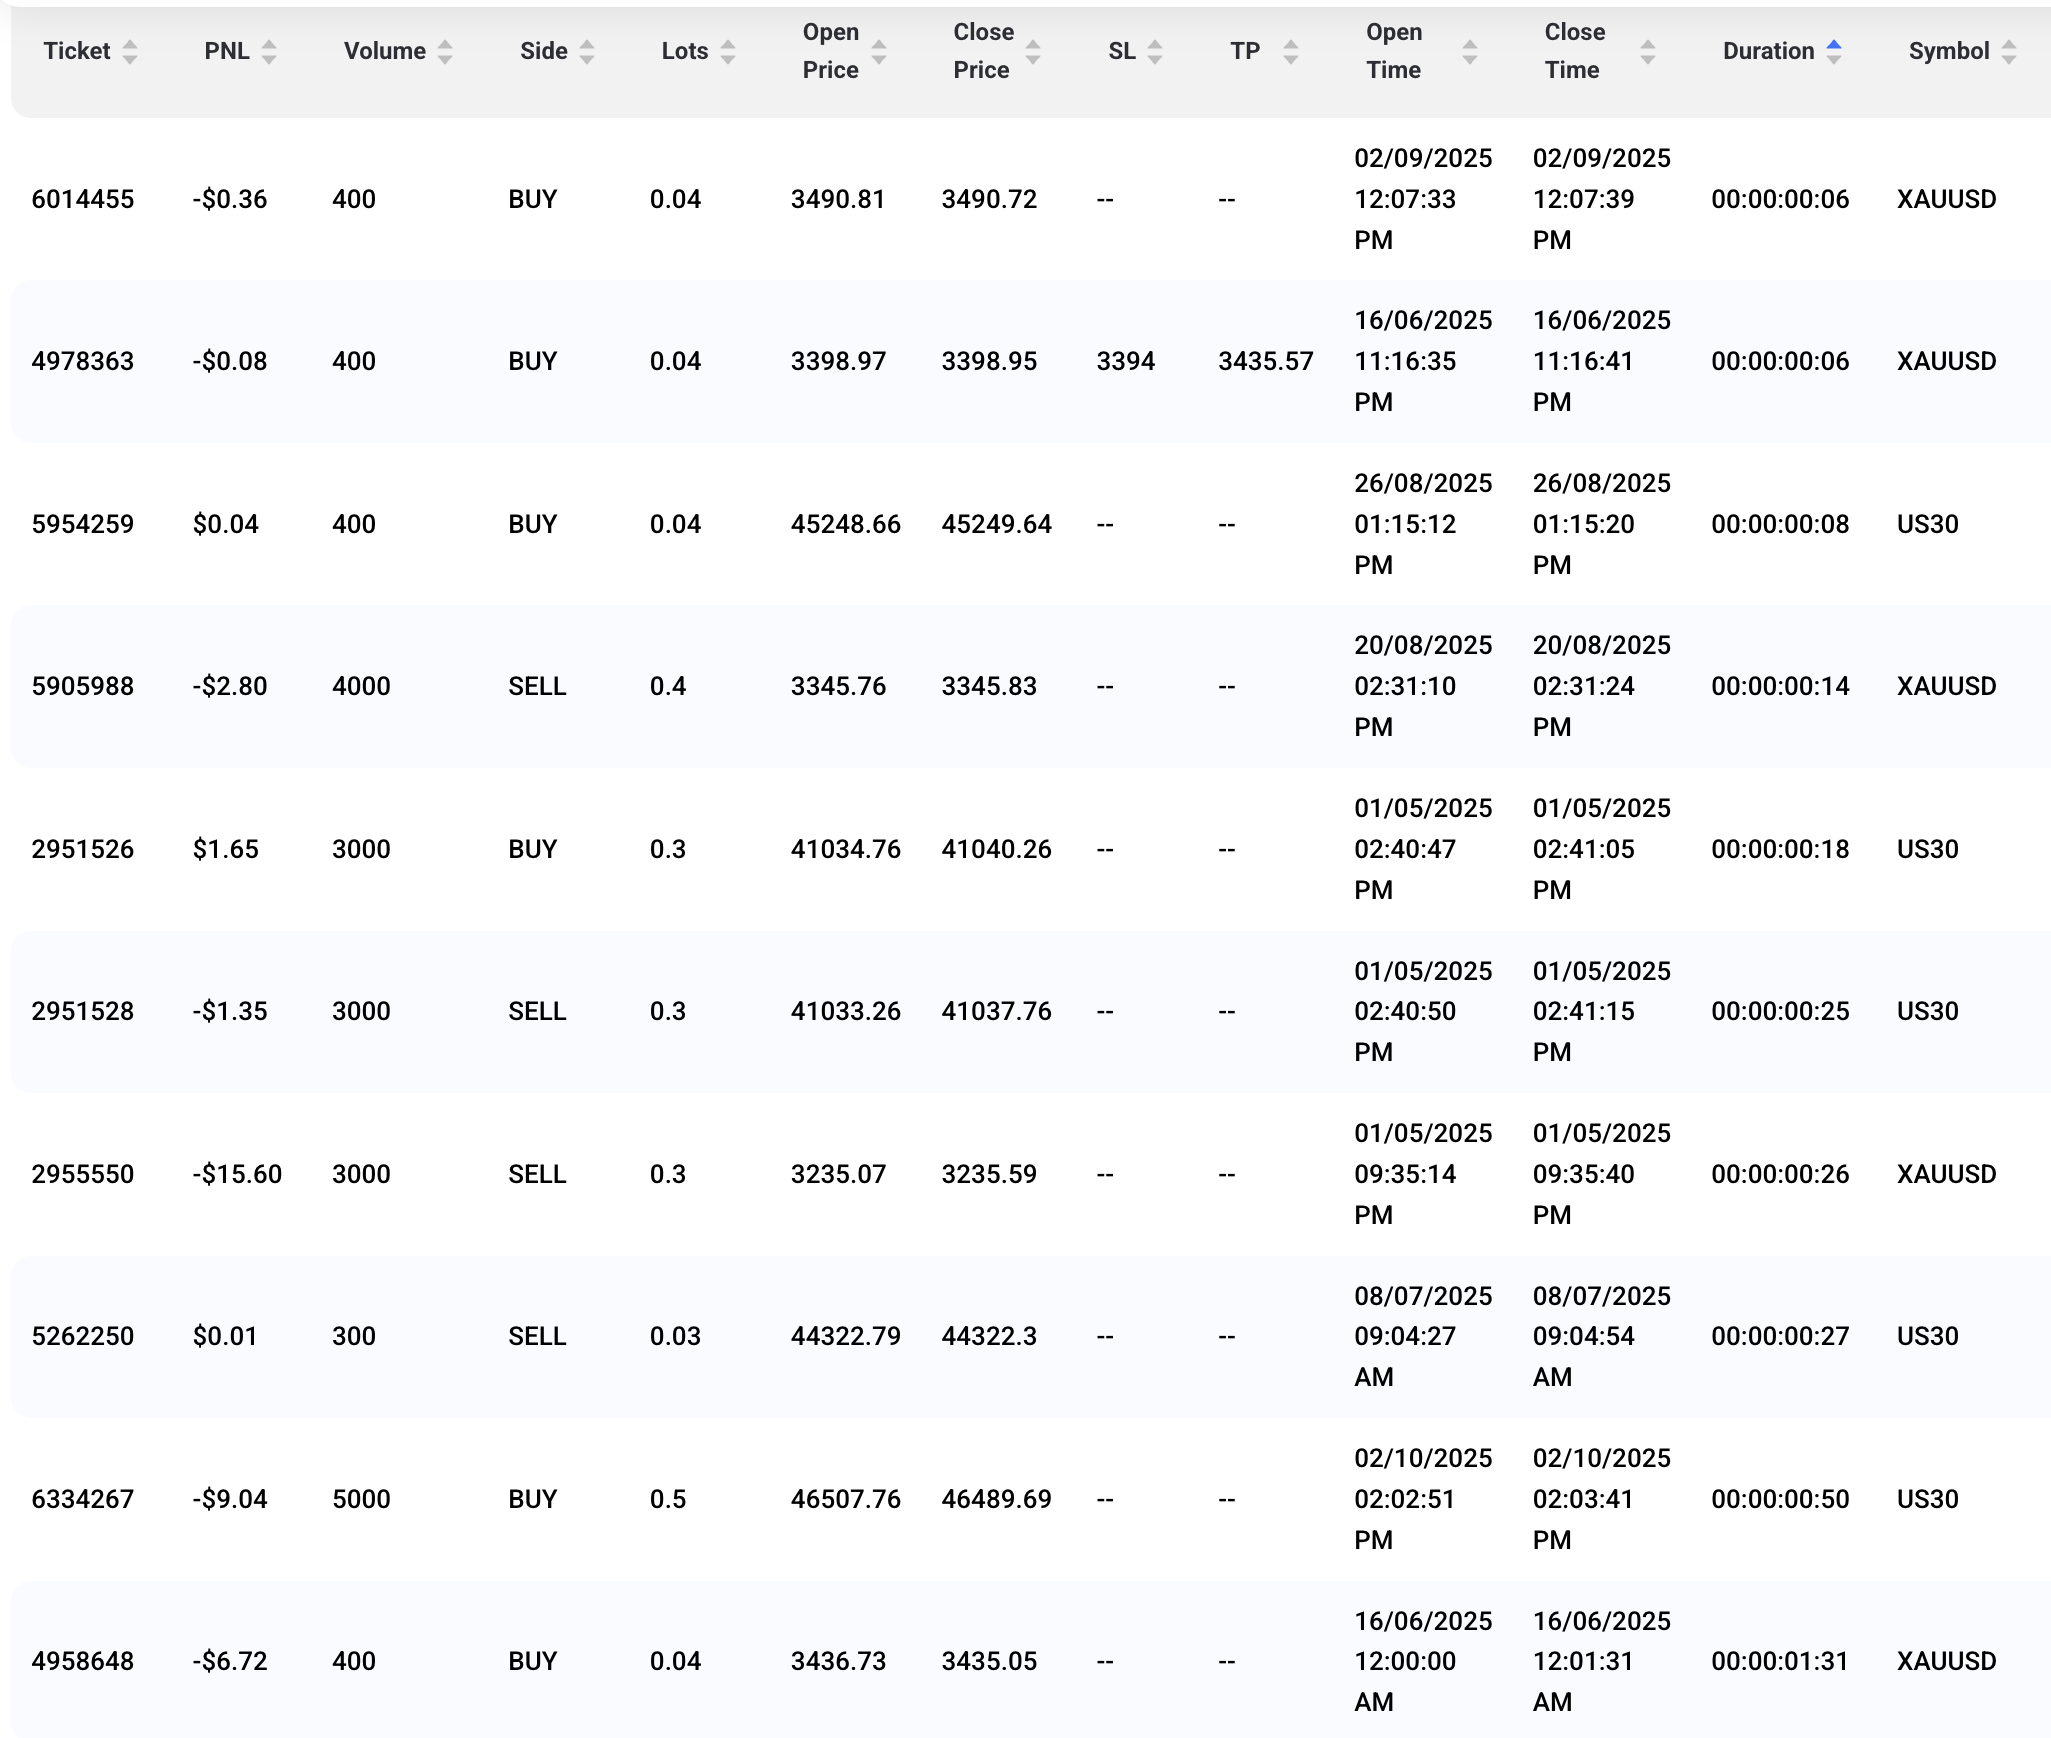 Ticket PNL Volume Side Lots Open Price Close Price SL TP Open Time Close Time Duration Symbol
6014455 -$0.36 400 BUY 0.04 3490.81 3490.72 -- -- 02/09/2025 12:07:33 PM 02/09/2025 12:07:39 PM 00:00:00:06 XAUUSD
4978363 -$0.08 400 BUY 0.04 3398.97 3398.95 3394 3435.57 16/06/2025 11:16:35 PM 16/06/2025 11:16:41 PM 00:00:00:06 XAUUSD
5954259 $0.04 400 BUY 0.04 45248.66 45249.64 -- -- 26/08/2025 01:15:12 PM 26/08/2025 01:15:20 PM 00:00:00:08 US30
5905988 -$2.80 4000 SELL 0.4 3345.76 3345.83 -- -- 20/08/2025 02:31:10 PM 20/08/2025 02:31:24 PM 00:00:00:14 XAUUSD
2951526 $1.65 3000 BUY 0.3 41034.76 41040.26 -- -- 01/05/2025 02:40:47 PM 01/05/2025 02:41:05 PM 00:00:00:18 US30
2951528 -$1.35 3000 SELL 0.3 41033.26 41037.76 -- -- 01/05/2025 02:40:50 PM 01/05/2025 02:41:15 PM 00:00:00:25 US30
2955550 -$15.60 3000 SELL 0.3 3235.07 3235.59 -- -- 01/05/2025 09:35:14 PM 01/05/2025 09:35:40 PM 00:00:00:26 XAUUSD
5262250 $0.01 300 SELL 0.03 44322.79 44322.3 -- -- 08/07/2025 09:04:27 AM 08/07/2025 09:04:54 AM 00:00:00:27 US30
6334267 -$9.04 5000 BUY 0.5 46507.76 46489.69 -- -- 02/10/2025 02:02:51 PM 02/10/2025 02:03:41 PM 00:00:00:50 US30
4958648 -$6.72 400 BUY 0.04 3436.73 3435.05 -- -- 16/06/2025 12:00:00 AM 16/06/2025 12:01:31 AM 00:00:01:31 XAUUSD